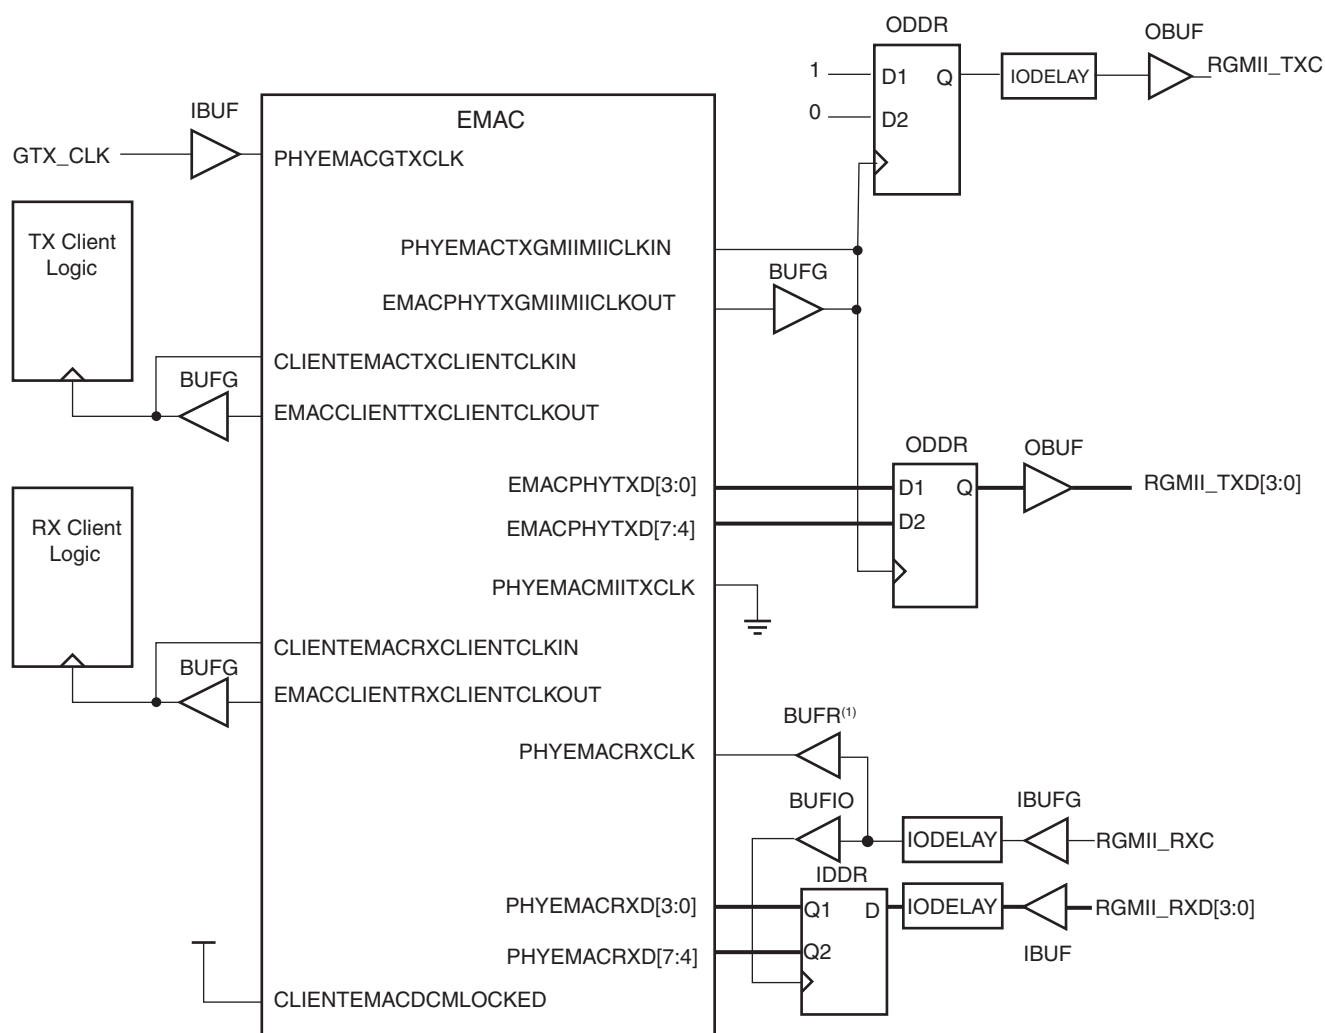 ODDR
OBUF
1
D1
Q
IODELAY
RGMII_TXC
0
D2
IBUF
EMAC
GTX_CLK
PHYEMACGTXCLK
TX Client
Logic
PHYEMACTXGMIIMIICLKIN
BUFG
EMACPHYTXGMIIMIICLKOUT
CLIENTEMACTXCLIENTCLKIN
BUFG
EMACCLIENTTXCLIENTCLKOUT
ODDR
OBUF
EMACPHYTXD[3:0]
D1
Q
RGMII_TXD[3:0]
EMACPHYTXD[7:4]
D2
RX Client
Logic
PHYEMACMIITXCLK
CLIENTEMACRXCLIENTCLKIN
BUFG
EMACCLIENTRXCLIENTCLKOUT
BUFR(1)
PHYEMACRXCLK
BUFIO
IBUFG
IODELAY
RGMII_RXC
IDDR
PHYEMACRXD[3:0]
Q1
D
IODELAY
RGMII_RXD[3:0]
PHYEMACRXD[7:4]
Q2
IBUF
CLIENTEMACDCMLOCKED